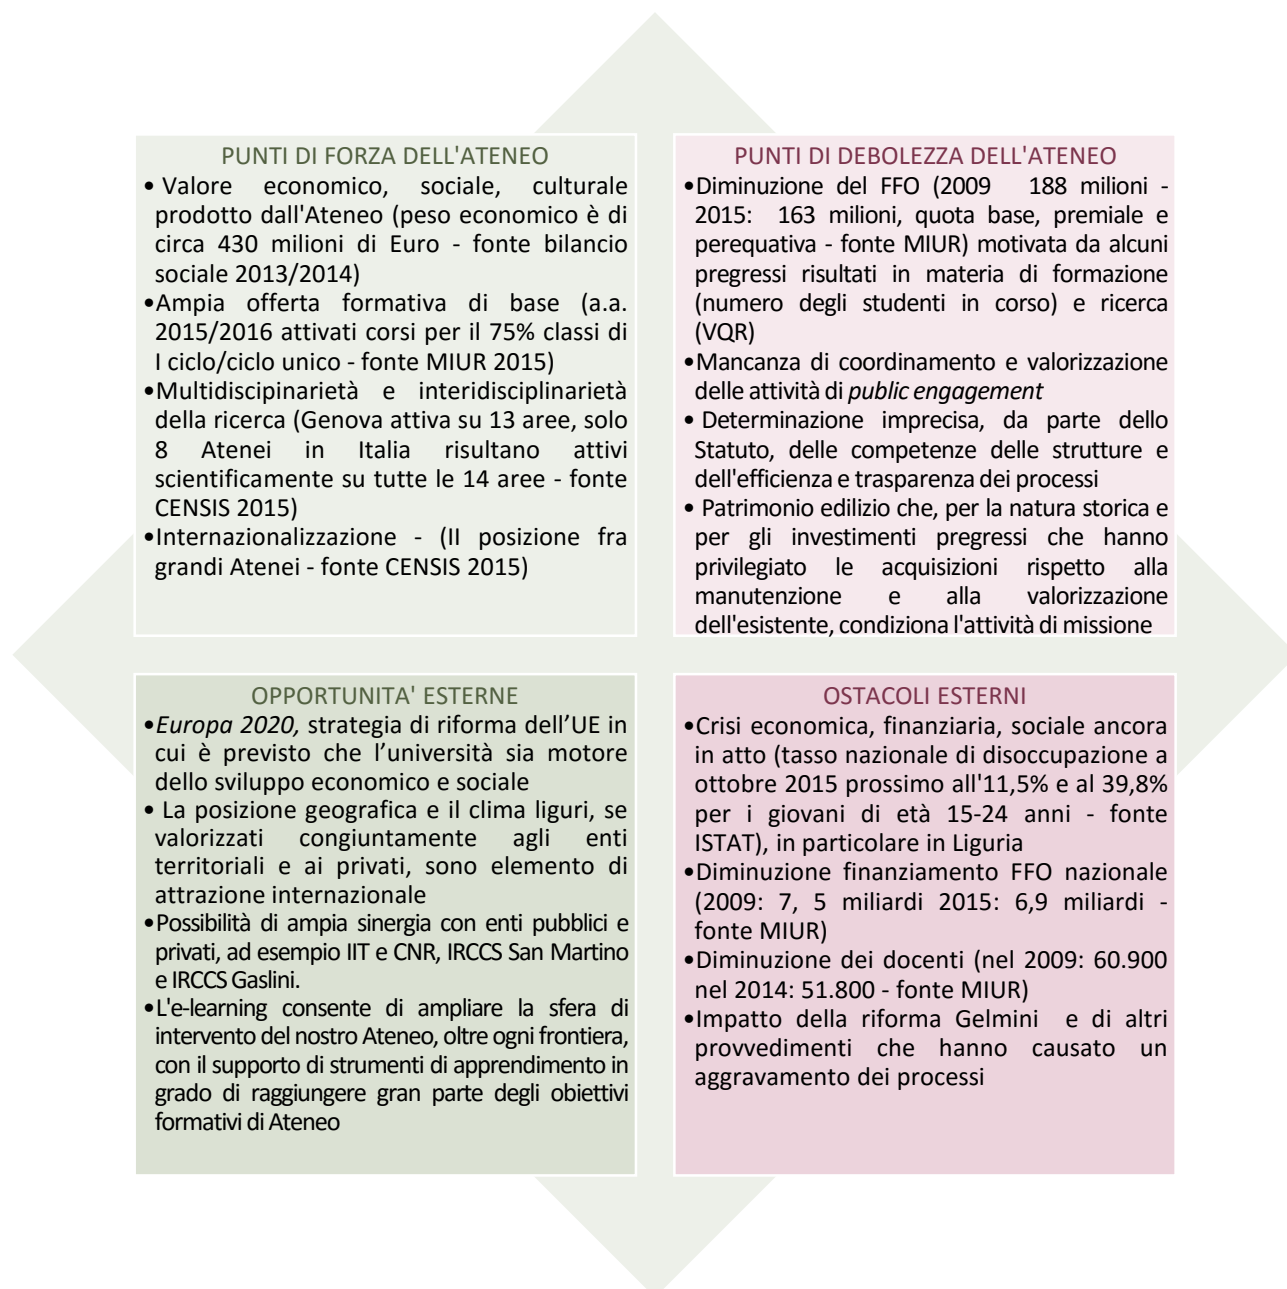 PUNTI DI FORZA DELL'ATENEO
• Valore economico, sociale, culturale
prodotto dall'Ateneo (peso economico è di
circa 430 milioni di Euro - fonte bilancio
sociale 2013/2014)
•Ampia offerta formativa di base (a.a.
2015/2016 attivati corsi per il 75% classi di
I ciclo/ciclo unico - fonte MIUR 2015)
•Multidiscipinarietà e interidisciplinarietà
della ricerca (Genova attiva su 13 aree, solo
8 Atenei in Italia risultano attivi
scientificamente su tutte le 14 aree - fonte
CENSIS 2015)
•Internazionalizzazione - (II posizione fra
grandi Atenei - fonte CENSIS 2015)
PUNTI DI DEBOLEZZA DELL'ATENEO
•Diminuzione del FFO (2009 188 milioni -
2015: 163 milioni, quota base, premiale e
perequativa - fonte MIUR) motivata da alcuni
pregressi risultati in materia di formazione
(numero degli studenti in corso) e ricerca
(VQR)
•Mancanza di coordinamento e valorizzazione
delle attività di public engagement
• Determinazione imprecisa, da parte dello
Statuto, delle competenze delle strutture e
dell'efficienza e trasparenza dei processi
• Patrimonio edilizio che, per la natura storica e
per gli investimenti pregressi che hanno
privilegiato le acquisizioni rispetto alla
manutenzione e alla valorizzazione
dell'esistente, condiziona l'attività di missione
OPPORTUNITA' ESTERNE
•Europa 2020, strategia di riforma dell’UE in
cui è previsto che l’università sia motore
dello sviluppo economico e sociale
• La posizione geografica e il clima liguri, se
valorizzati congiuntamente agli enti
territoriali e ai privati, sono elemento di
attrazione internazionale
•Possibilità di ampia sinergia con enti pubblici e
privati, ad esempio IIT e CNR, IRCCS San Martino
e IRCCS Gaslini.
•L'e-learning consente di ampliare la sfera di
intervento del nostro Ateneo, oltre ogni frontiera,
con il supporto di strumenti di apprendimento in
grado di raggiungere gran parte degli obiettivi
formativi di Ateneo
OSTACOLI ESTERNI
•Crisi economica, finanziaria, sociale ancora
in atto (tasso nazionale di disoccupazione a
ottobre 2015 prossimo all'11,5% e al 39,8%
per i giovani di età 15-24 anni - fonte
ISTAT), in particolare in Liguria
•Diminuzione finanziamento FFO nazionale
(2009: 7, 5 miliardi 2015: 6,9 miliardi -
fonte MIUR)
•Diminuzione dei docenti (nel 2009: 60.900
nel 2014: 51.800 - fonte MIUR)
•Impatto della riforma Gelmini e di altri
provvedimenti che hanno causato un
aggravamento dei processi